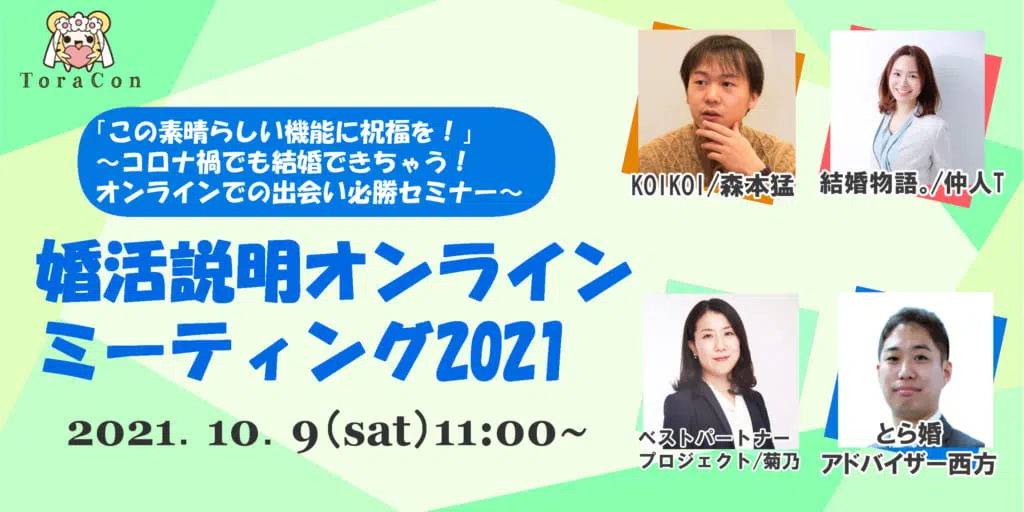 ToraCon
「この素晴らしい機能に祝福を！」
～コロナ禍でも結婚できちゃう！
オンラインでの出会い必勝セミナー～
婚活説明オンライン
ミーティング2021
2021. 10. 9(sat)11:00~
KOIKOI/森本猛
結婚物語。/仲人T
ベストパートナー
プロジェクト/菊乃
とら婚
アドバイザー西方